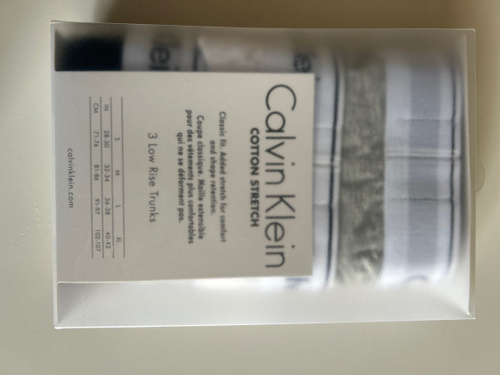 Calvin Klein
COTTON STRETCH
Classic fit. Added stretch for comfort
and shape retention.
Coupe classique. Maille extensible
pour des vêtements plus confortables
qui ne se déforment pas.
3 Low Rise Trunks
S M L XL
IN 28-30 32-34 36-38 40-42
CM 71-76 81-86 91-97 102-107
calvinklein.com